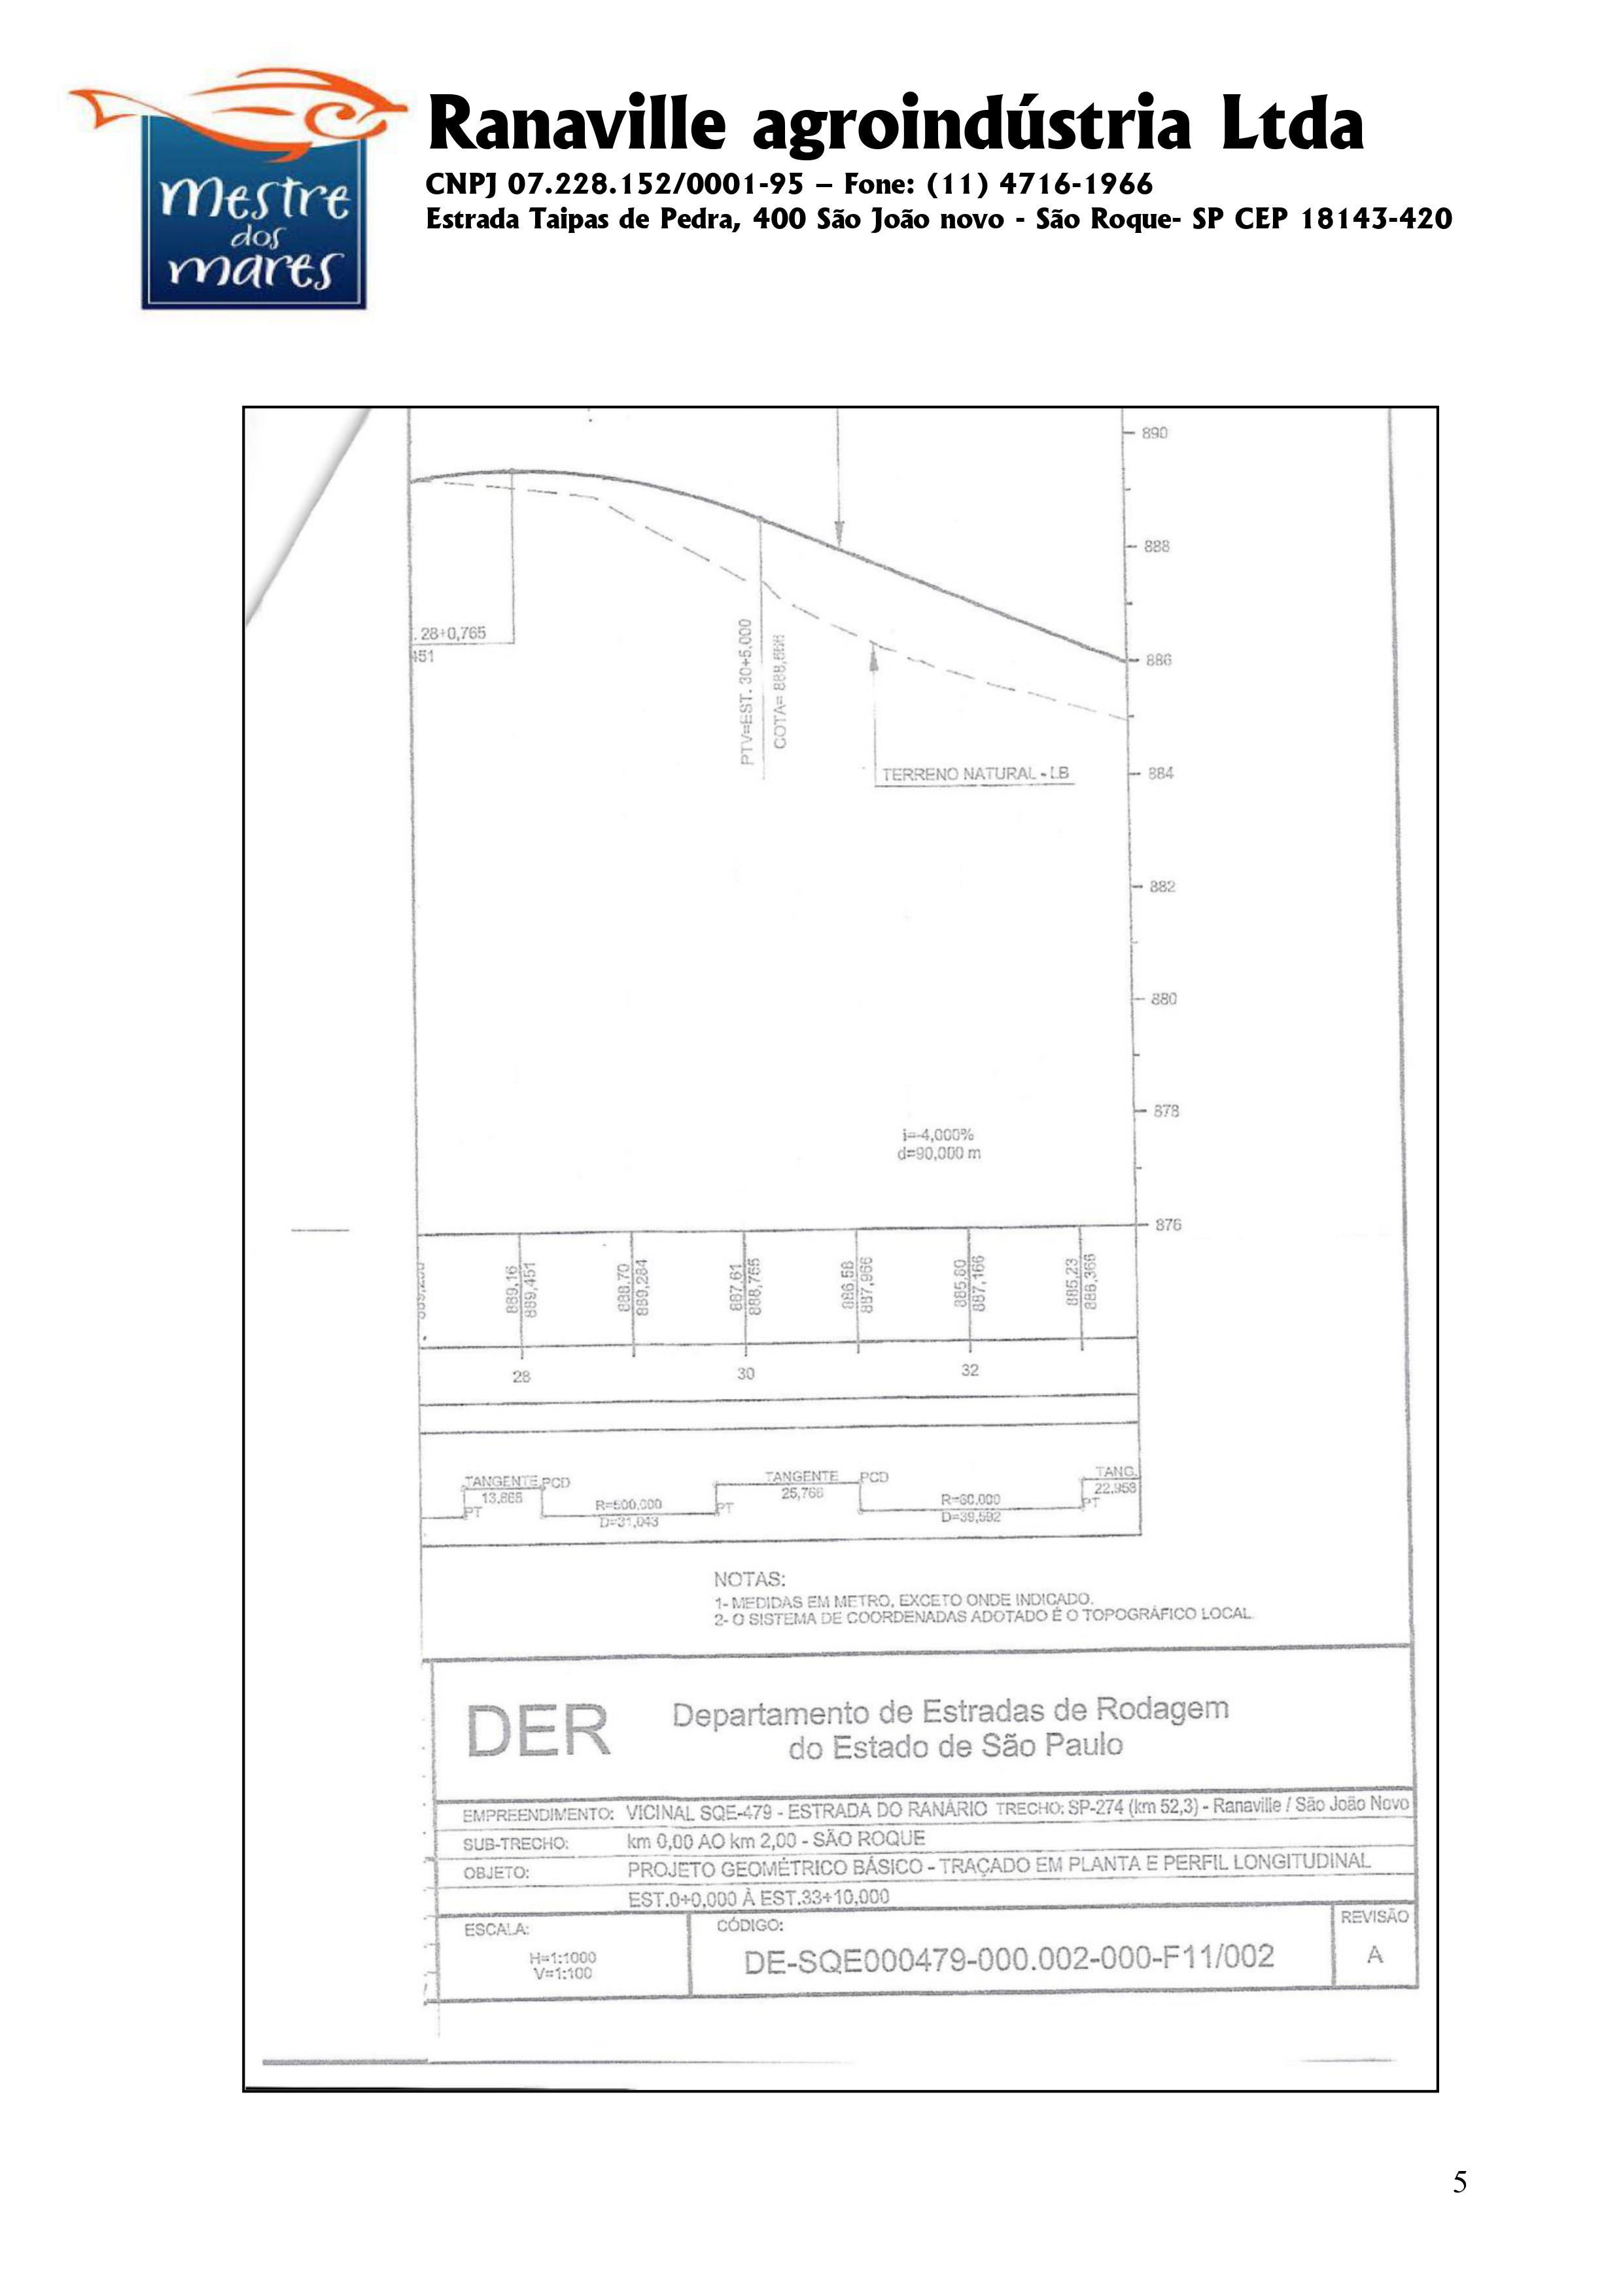 mestre
dos
mares
Ranaville agroindústria Ltda
CNPJ 07.228.152/0001-95 – Fone: (11) 4716-1966
Estrada Taipas de Pedra, 400 São João novo - São Roque- SP CEP 18143-420
890
888
886
884
882
880
878
876
. 28+0,765
451
PTV=EST. 30+5,000
COTA= 888,566
TERRENO NATURAL - LB
i=-4,000%
d=90,000 m
889,16
889,451
888,70
889,284
887,61
888,755
886,58
887,966
885,80
887,166
885,23
886,366
28
30
32
TANGENTE PCD
13,868
PT
R=500,000
D=31,043
TANGENTE PCD
25,766
PT
R=60,000
D=39,592
TANG.
22,958
PT
NOTAS:
1- MEDIDAS EM METRO, EXCETO ONDE INDICADO.
2- O SISTEMA DE COORDENADAS ADOTADO É O TOPOGRÁFICO LOCAL
DER
Departamento de Estradas de Rodagem
do Estado de São Paulo
EMPREENDIMENTO: VICINAL SQE-479 - ESTRADA DO RANÁRIO TRECHO: SP-274 (km 52,3) - Ranaville / São João Novo
SUB-TRECHO: km 0,00 AO km 2,00 - SÃO ROQUE
OBJETO: PROJETO GEOMÉTRICO BÁSICO - TRAÇADO EM PLANTA E PERFIL LONGITUDINAL
EST.0+0,000 À EST.33+10,000
ESCALA:
H=1:1000
V=1:100
CÓDIGO:
DE-SQE000479-000.002-000-F11/002
REVISÃO
A
5